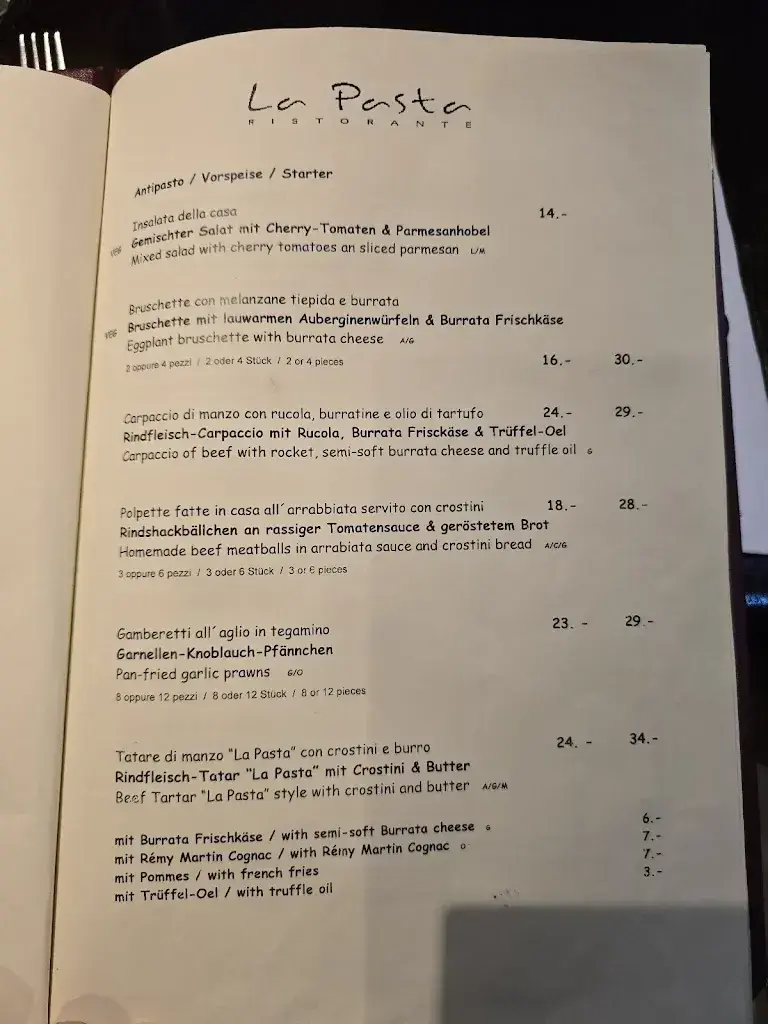 La Pasta
RISTORANTE
Antipasto / Vorspeise / Starter
Insalata della casa 14.-
Gemischter Salat mit Cherry-Tomaten & Parmesanhobel
VEG Mixed salad with cherry tomatoes an sliced parmesan L/M
Bruschette con melanzane tiepida e burrata
VEG Bruschette mit lauwarmen Auberginenwürfeln & Burrata Frischkäse
Eggplant bruschette with burrata cheese A/G
2 oppure 4 pezzi / 2 oder 4 Stück / 2 or 4 pieces 16.- 30.-
Carpaccio di manzo con rucola, burratine e olio di tartufo 24.- 29.-
Rindfleisch-Carpaccio mit Rucola, Burrata Frisckäse & Trüffel-Oel
Carpaccio of beef with rocket, semi-soft burrata cheese and truffle oil G
Polpette fatte in casa all´arrabbiata servito con crostini 18.- 28.-
Rindshackbällchen an rassiger Tomatensauce & geröstetem Brot
Homemade beef meatballs in arrabiata sauce and crostini bread A/C/G
3 oppure 6 pezzi / 3 oder 6 Stück / 3 or 6 pieces
Gamberetti all´aglio in tegamino 23. - 29.-
Garnellen-Knoblauch-Pfännchen
Pan-fried garlic prawns G/O
8 oppure 12 pezzi / 8 oder 12 Stück / 8 or 12 pieces
Tatare di manzo "La Pasta" con crostini e burro 24. - 34.-
Rindfleisch-Tatar "La Pasta" mit Crostini & Butter
Beef Tartar "La Pasta" style with crostini and butter A/G/M
mit Burrata Frischkäse / with semi-soft Burrata cheese G 6.-
mit Rémy Martin Cognac / with Rémy Martin Cognac O 7.-
mit Pommes / with french fries 7.-
mit Trüffel-Oel / with truffle oil 3.-